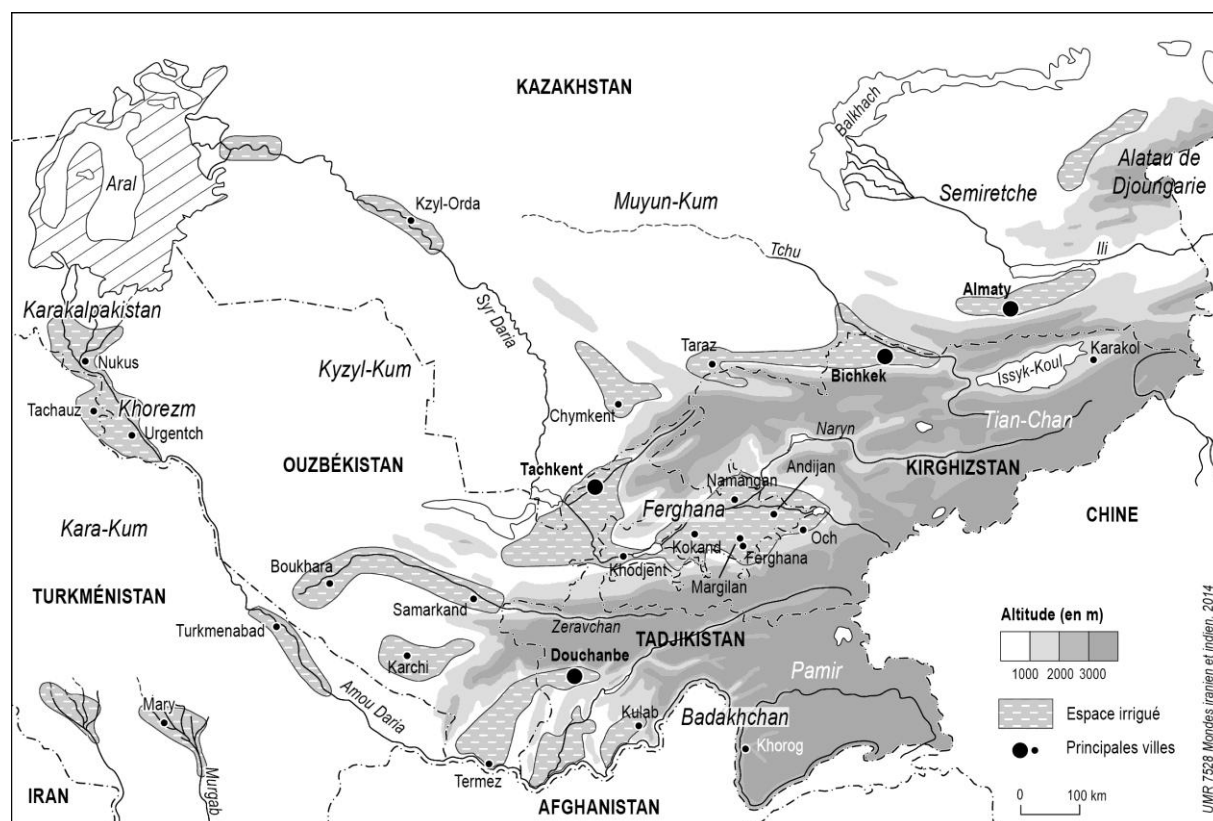 KAZAKHSTAN
Balkhach
Alatau de
Djoungarie
Aral
Semiretche
Kzyl-Orda
Muyun-Kum
Tchu
Ili
Almaty
Karakalpakistan
Syr Daria
Nukus
Kyzyl-Kum
Taraz
Bichkek
Issyk-Koul
Karakol
Tachauz
Khorezm
Urgentch
Chymkent
Tian-Chan
Naryn
OUZBÉKISTAN
Tachkent
Namangan
Andijan
KIRGHIZSTAN
Kara-Kum
Ferghana
CHINE
Kokand
Och
Ferghana
Khodjent
Margilan
Boukhara
TURKMÉNISTAN
Samarkand
Turkmenabad
Zeravchan
TADJIKISTAN
Altitude (en m)
1000 2000 3000
Karchi
Douchanbe
Pamir
Amou Daria
Mary
Kulab
Badakhchan
Espace irrigué
Khorog
Principales villes
Termez
Murgab
IRAN
AFGHANISTAN
0 100 km
UMR 7528 Mondes iranien et indien. 2014